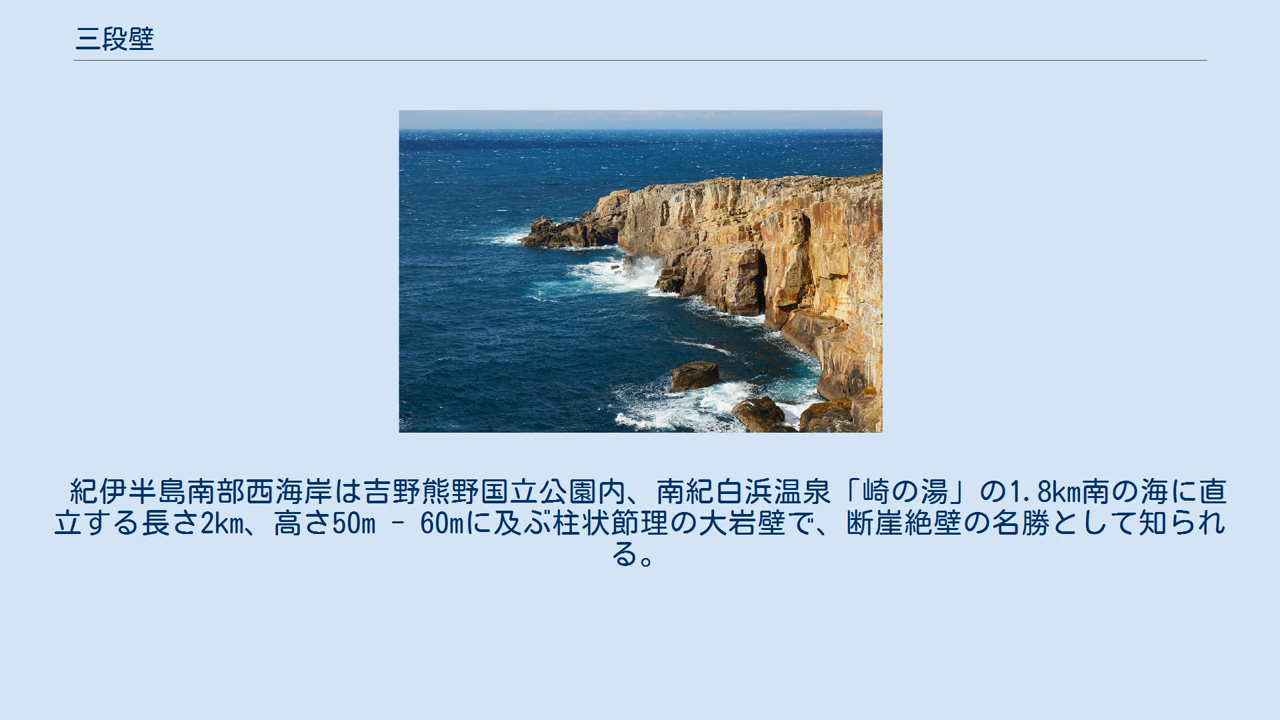 三段壁
紀伊半島南部西海岸は吉野熊野国立公園内、南紀白浜温泉「崎の湯」の1.8km南の海に直
立する長さ2km、高さ50m - 60mに及ぶ柱状節理の大岩壁で、断崖絶壁の名勝として知られ
る。